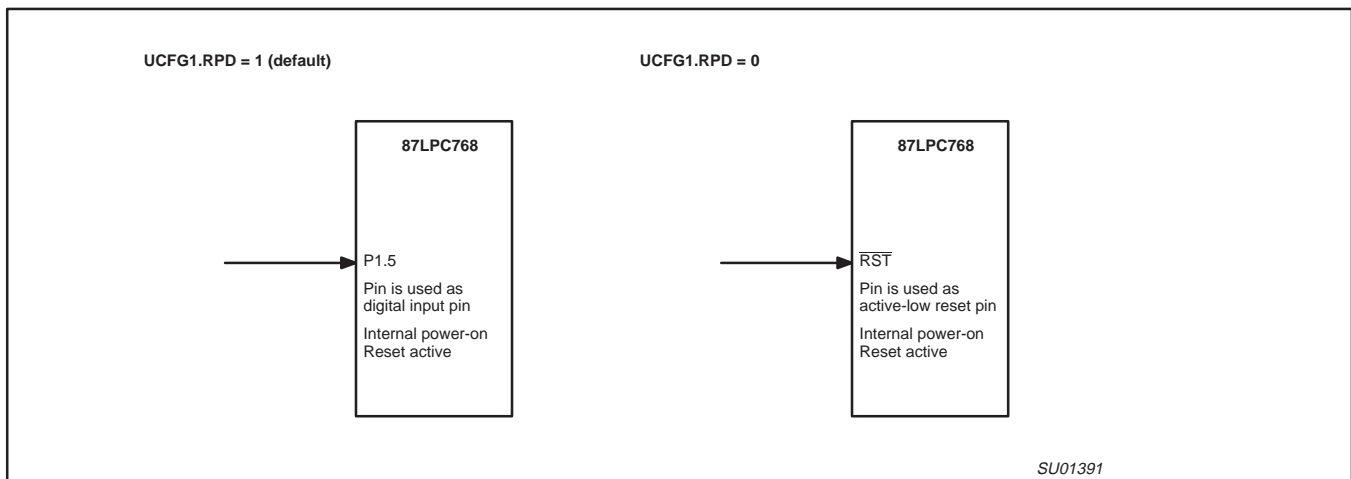 UCFG1.RPD = 1 (default)
87LPC768
P1.5
Pin is used as
digital input pin
Internal power-on
Reset active
UCFG1.RPD = 0
87LPC768
R̅S̅T̅
Pin is used as
active-low reset pin
Internal power-on
Reset active
SU01391